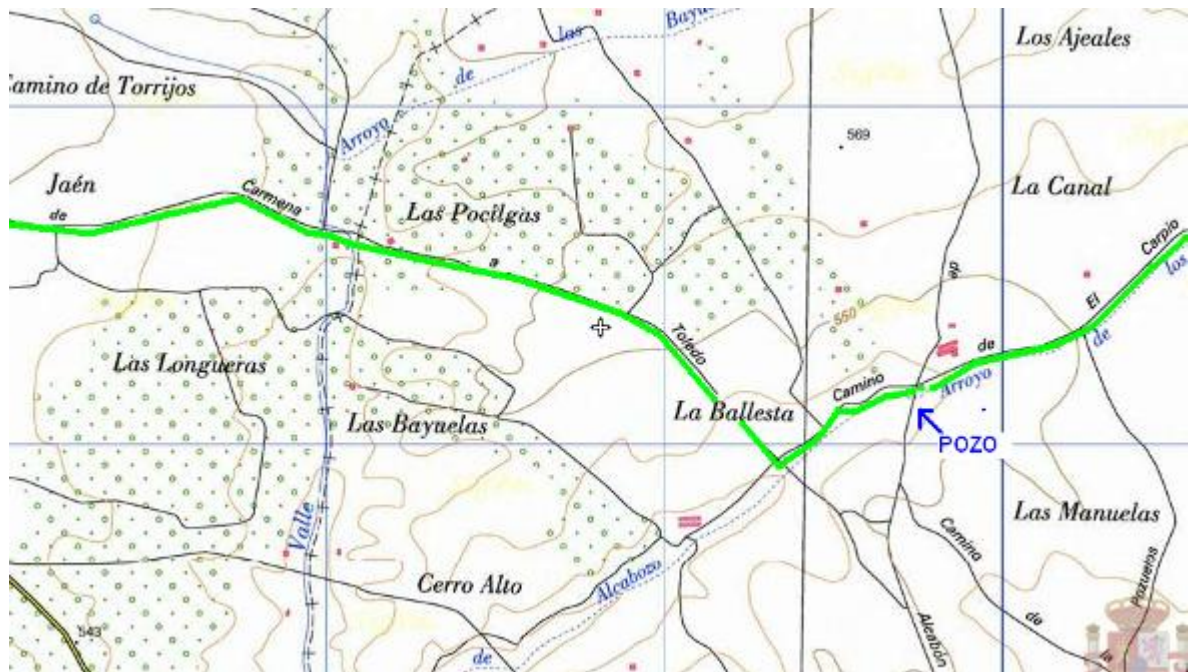 las
Bayu
Los Ajeales
de
Camino de Torrijos
Arroyo
569
Jaén
La Canal
Carmena
Las Pocilgas
de
Carpio
a
los
de
El
550
Toledo
de
de
Las Longueras
Camino
Arroyo
La Ballesta
Las Bayuelas
POZO
Las Manuelas
Valle
Camino
Cerro Alto
Alcabozo
Pozuelos
de
543
Alcabón
de